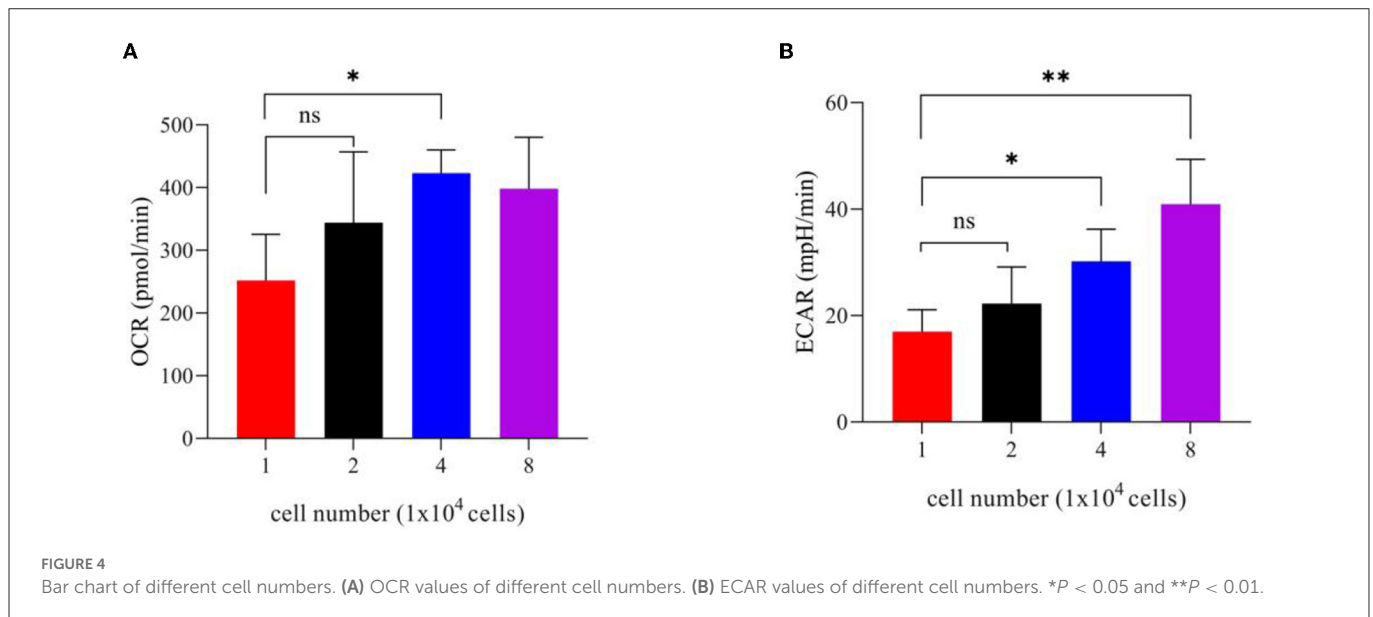 A
*
ns
500
400
300
200
100
0
OCR (pmol/min)
1 2 4 8
cell number (1x10⁴ cells)
B
**
*
ns
60
40
20
0
ECAR (mpH/min)
1 2 4 8
cell number (1x10⁴ cells)
FIGURE 4
Bar chart of different cell numbers. (A) OCR values of different cell numbers. (B) ECAR values of different cell numbers. *P < 0.05 and **P < 0.01.